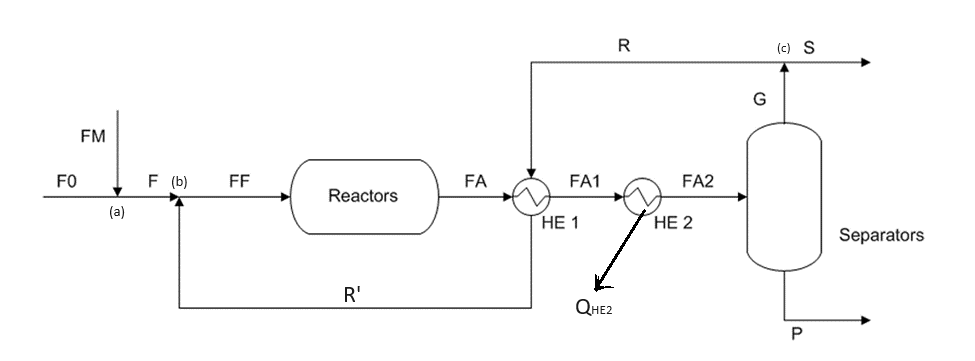 R
(c)
S
G
FM
F0
F
(b)
FF
Reactors
FA
FA1
FA2
(a)
HE 1
HE 2
Separators
R'
QHE2
P